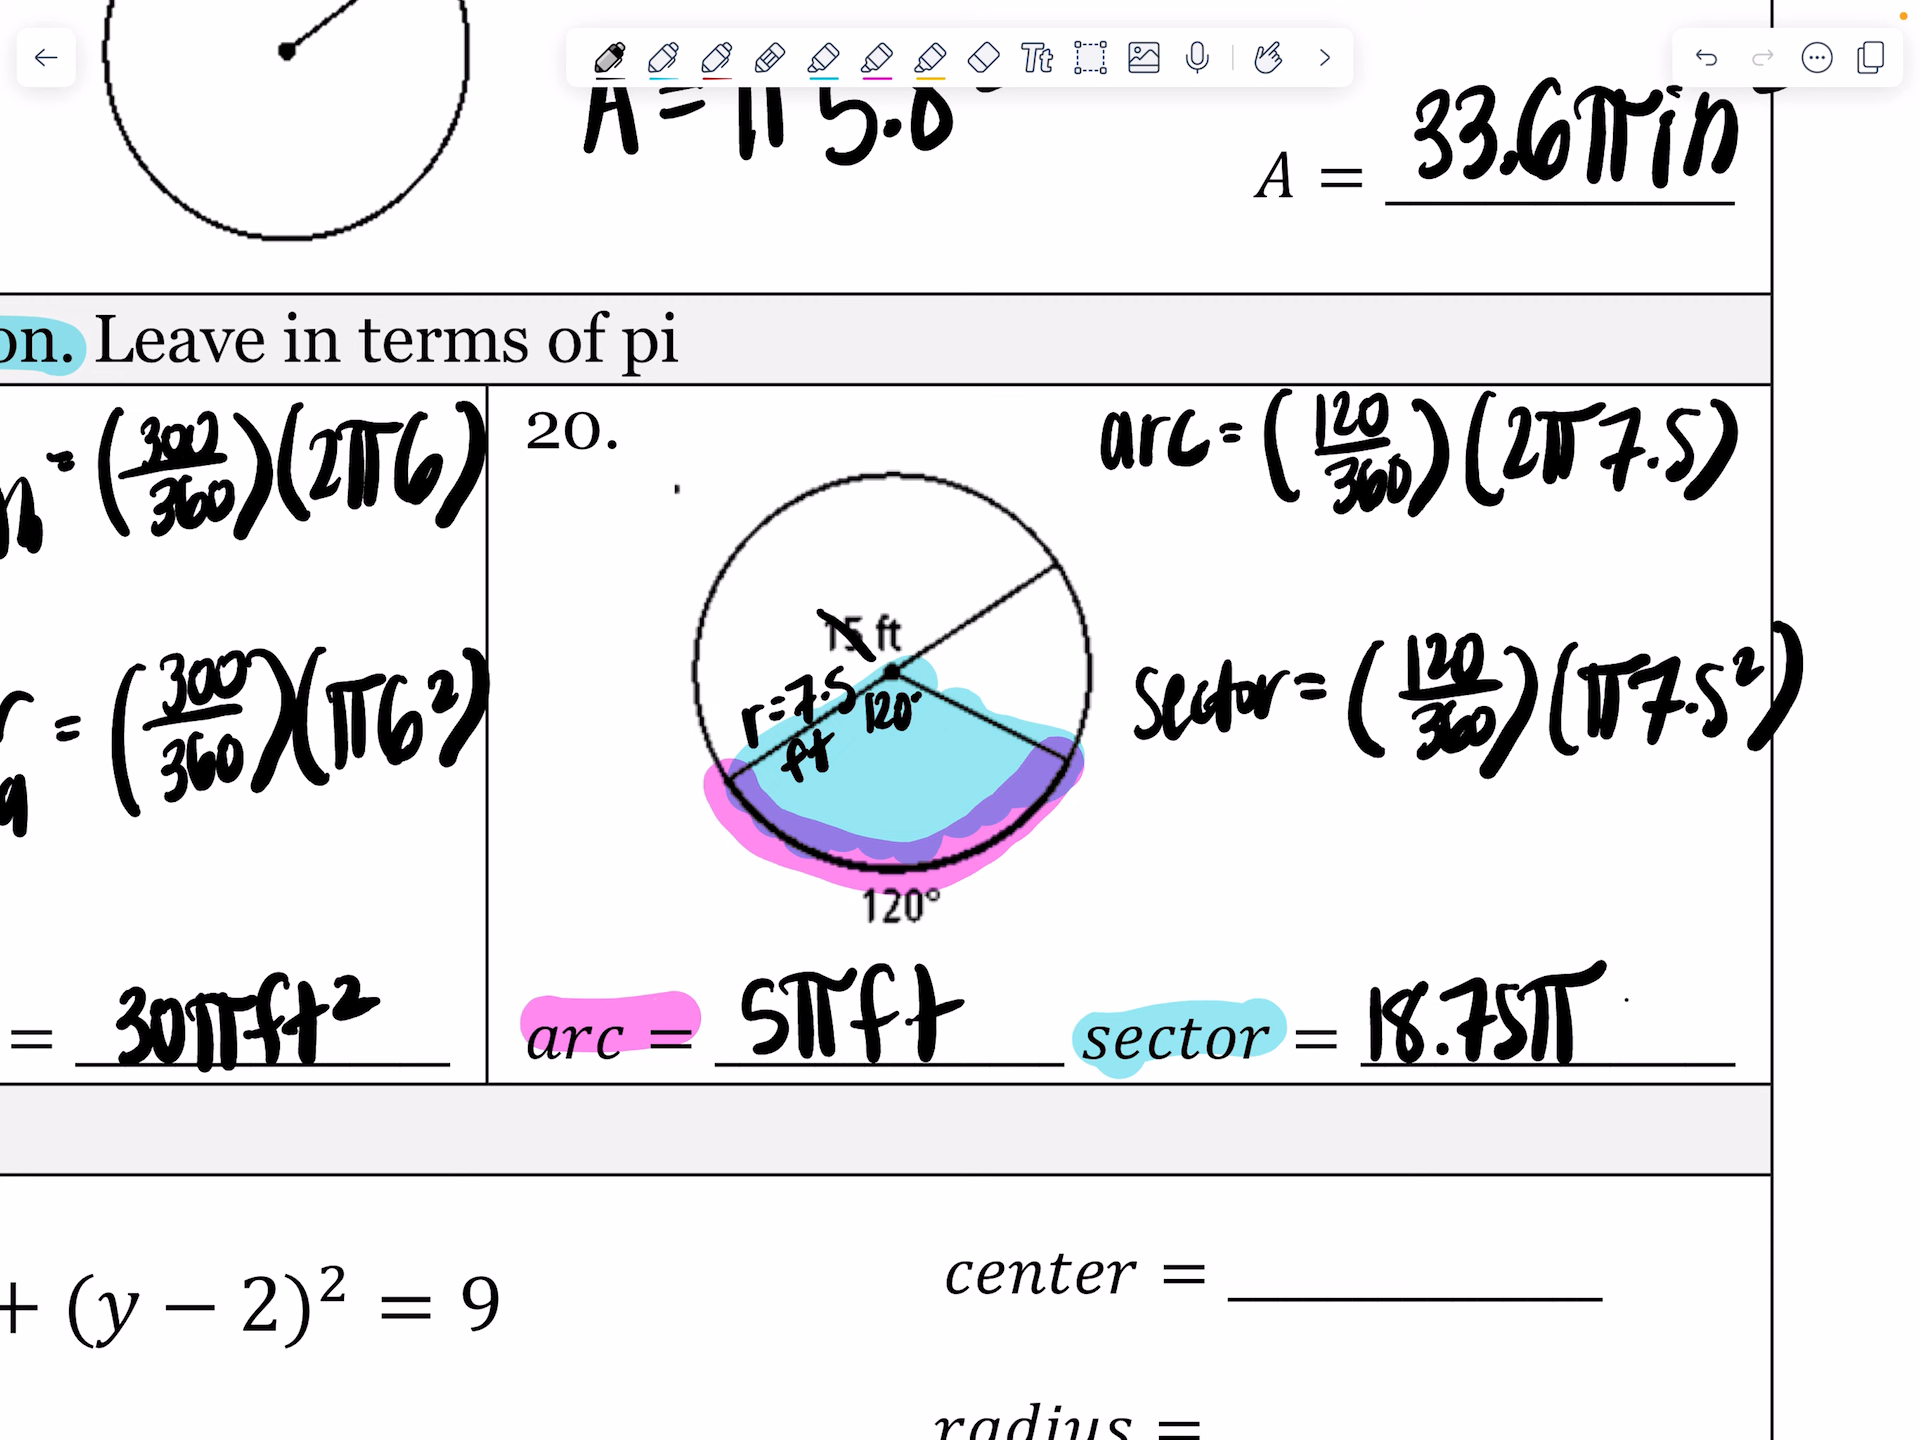 Tt
A = π 5.8
A = 33.6π in
on. Leave in terms of pi
= (300/360)(2π6)
= (300/360)(π6²)
= 30π ft²
20.
arc = (120/360)(2π7.5)
15 ft
r = 7.5 ft
120°
sector = (120/360)(π7.5²)
120°
arc = 5π ft
sector = 18.75π
+ (y − 2)² = 9
center =
radius =